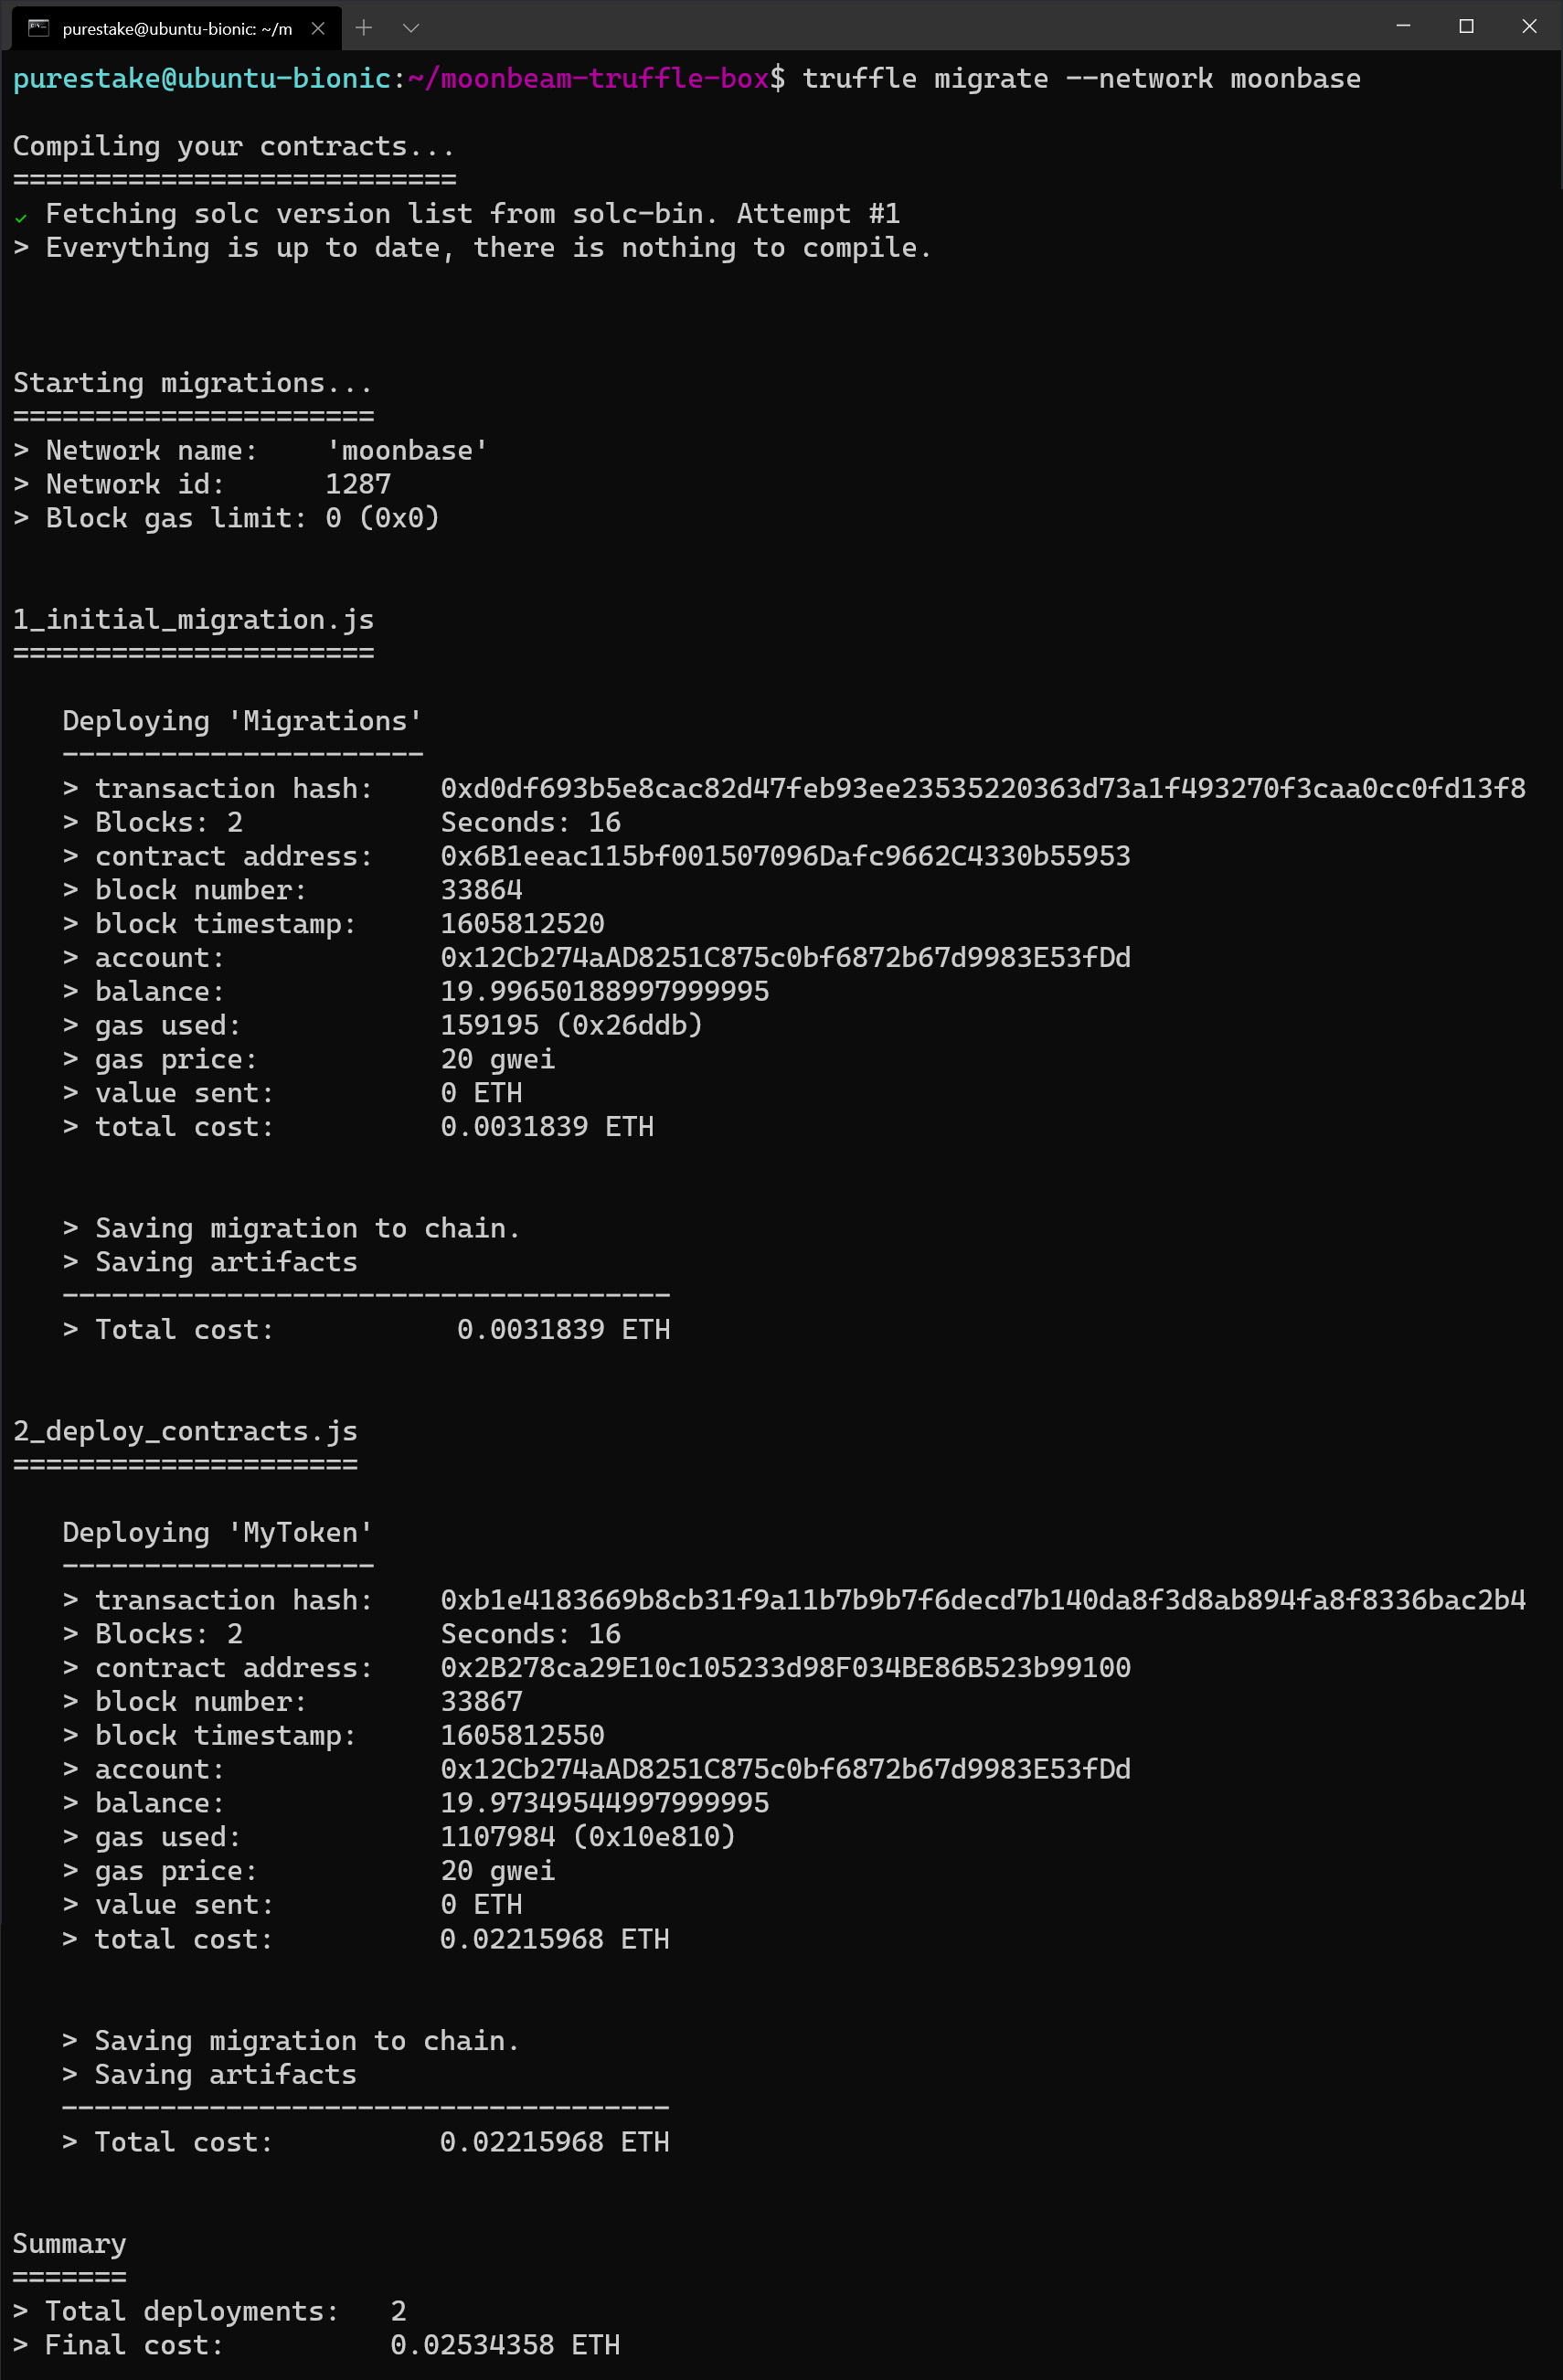 purestake@ubuntu-bionic: ~/m
purestake@ubuntu-bionic:~/moonbeam-truffle-box$ truffle migrate --network moonbase
Compiling your contracts...
===========================
✓ Fetching solc version list from solc-bin. Attempt #1
> Everything is up to date, there is nothing to compile.
Starting migrations...
======================
> Network name:    'moonbase'
> Network id:      1287
> Block gas limit: 0 (0x0)
1_initial_migration.js
======================
   Deploying 'Migrations'
   ----------------------
   > transaction hash:    0xd0df693b5e8cac82d47feb93ee23535220363d73a1f493270f3caa0cc0fd13f8
   > Blocks: 2            Seconds: 16
   > contract address:    0x6B1eeac115bf001507096Dafc9662C4330b55953
   > block number:        33864
   > block timestamp:     1605812520
   > account:             0x12Cb274aAD8251C875c0bf6872b67d9983E53fDd
   > balance:             19.99650188997999995
   > gas used:            159195 (0x26ddb)
   > gas price:           20 gwei
   > value sent:          0 ETH
   > total cost:          0.0031839 ETH
   > Saving migration to chain.
   > Saving artifacts
   -------------------------------------
   > Total cost:           0.0031839 ETH
2_deploy_contracts.js
=====================
   Deploying 'MyToken'
   -------------------
   > transaction hash:    0xb1e4183669b8cb31f9a11b7b9b7f6decd7b140da8f3d8ab894fa8f8336bac2b4
   > Blocks: 2            Seconds: 16
   > contract address:    0x2B278ca29E10c105233d98F034BE86B523b99100
   > block number:        33867
   > block timestamp:     1605812550
   > account:             0x12Cb274aAD8251C875c0bf6872b67d9983E53fDd
   > balance:             19.97349544997999995
   > gas used:            1107984 (0x10e810)
   > gas price:           20 gwei
   > value sent:          0 ETH
   > total cost:          0.02215968 ETH
   > Saving migration to chain.
   > Saving artifacts
   -------------------------------------
   > Total cost:          0.02215968 ETH
Summary
=======
> Total deployments:   2
> Final cost:          0.02534358 ETH